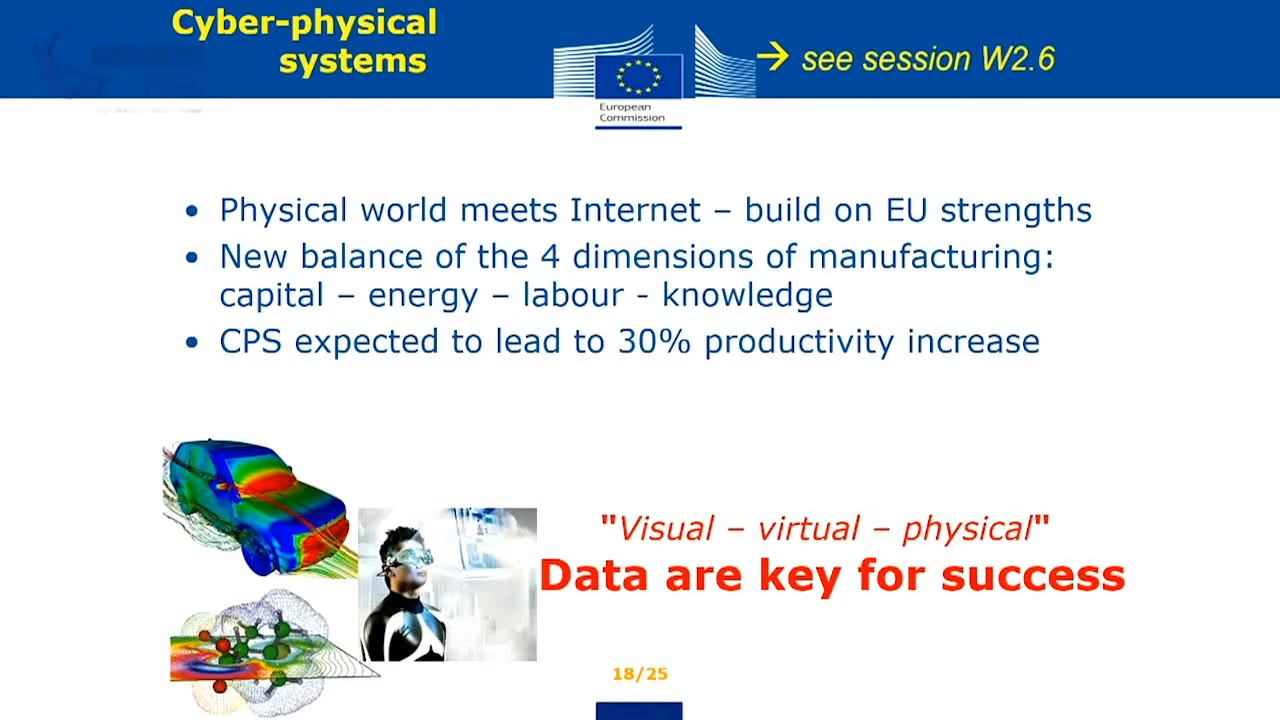 Cyber-physical
systems
→ see session W2.6
European
Commission
• Physical world meets Internet – build on EU strengths
• New balance of the 4 dimensions of manufacturing:
capital – energy – labour - knowledge
• CPS expected to lead to 30% productivity increase
"Visual – virtual – physical"
Data are key for success
18/25